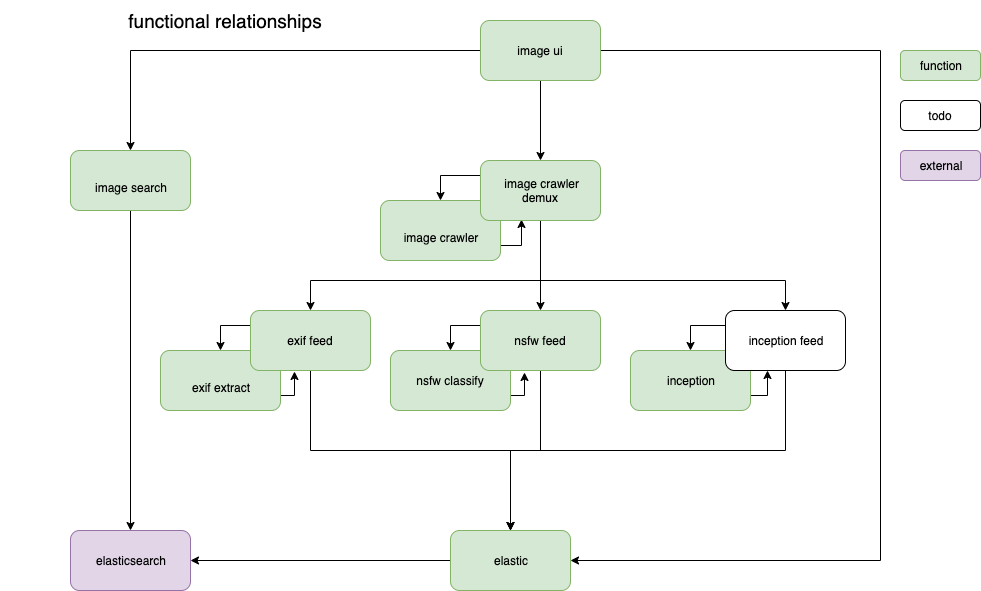 functional relationships
image ui
function
todo
external
image search
image crawler
demux
image crawler
exif feed
nsfw feed
inception feed
exif extract
nsfw classify
inception
elasticsearch
elastic